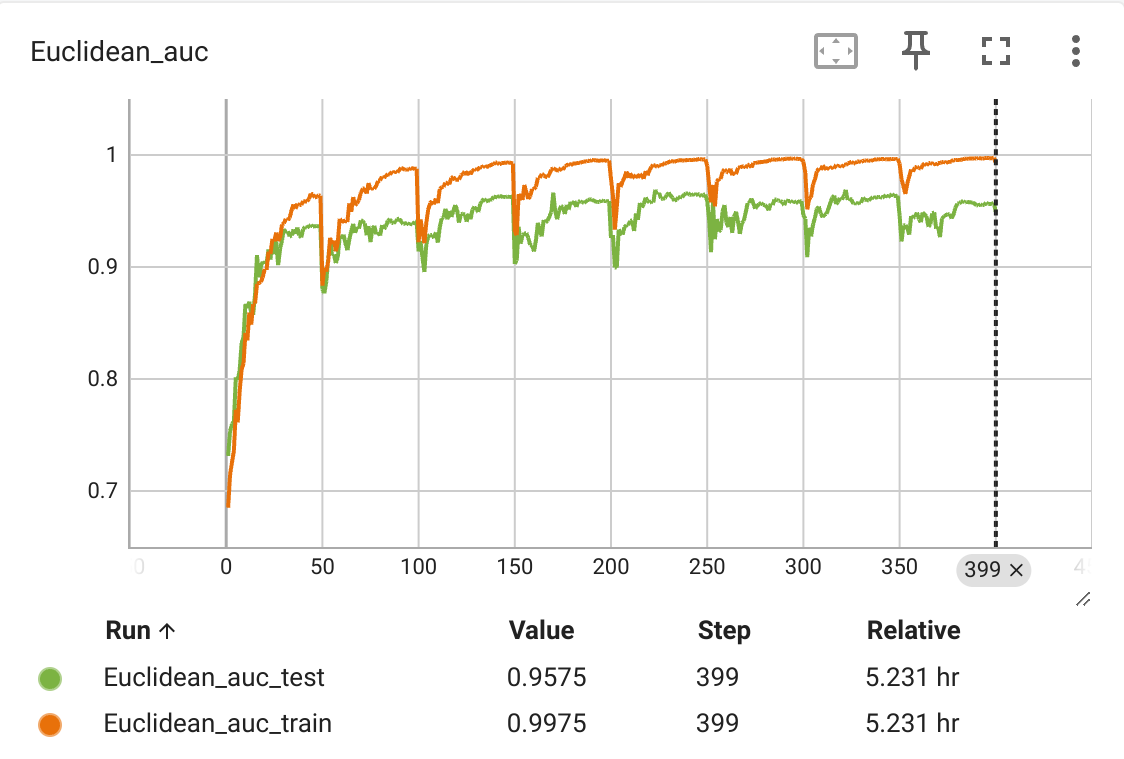 Euclidean_auc
1
0.9
0.8
0.7
0 0 50 100 150 200 250 300 350 399 ×
Run ↑ Value Step Relative
Euclidean_auc_test 0.9575 399 5.231 hr
Euclidean_auc_train 0.9975 399 5.231 hr